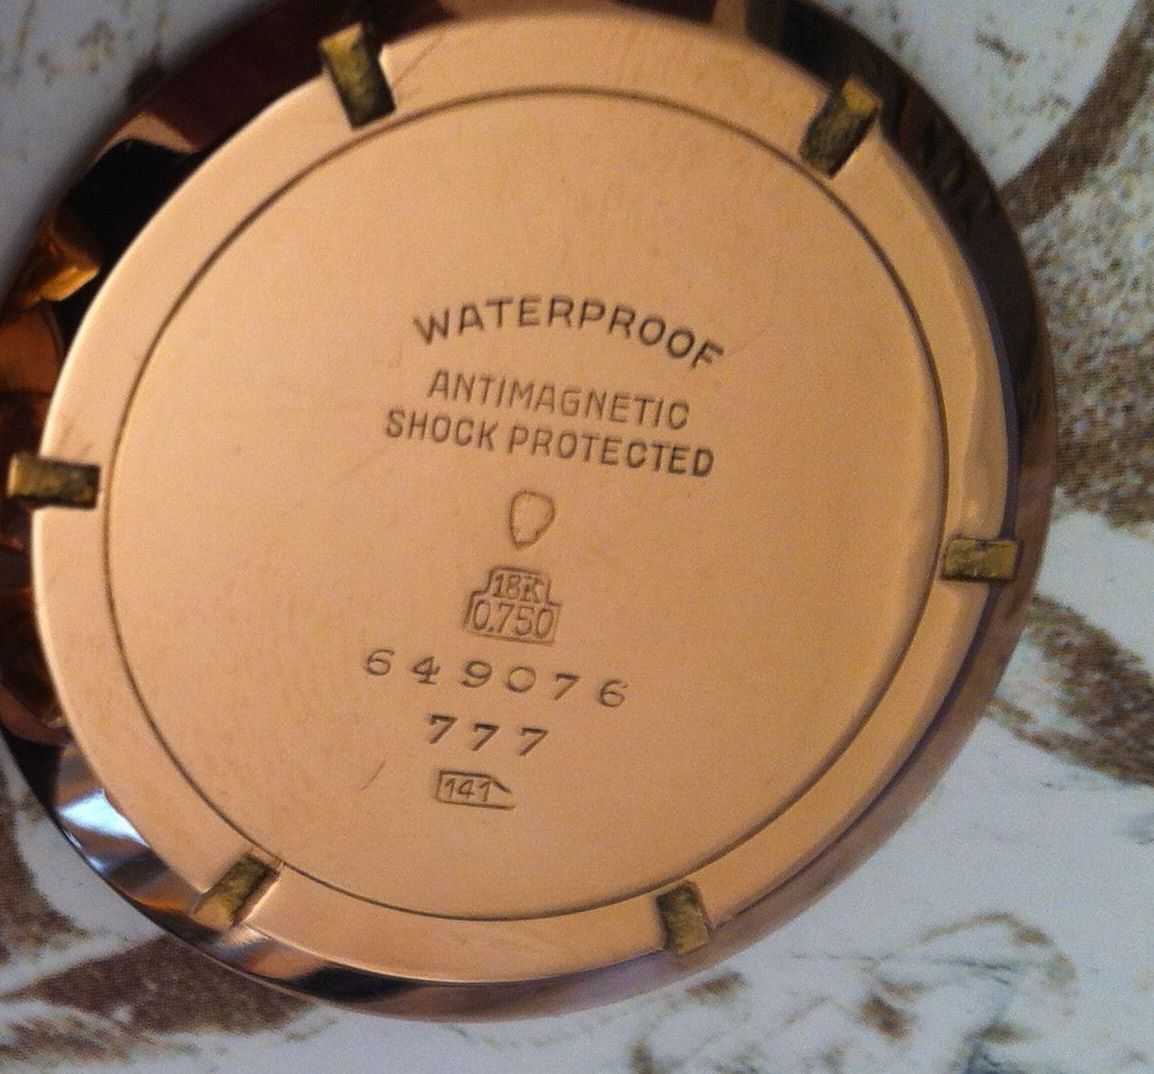 WATERPROOF
ANTIMAGNETIC
SHOCK PROTECTED
18K
0.750
649076
777
141